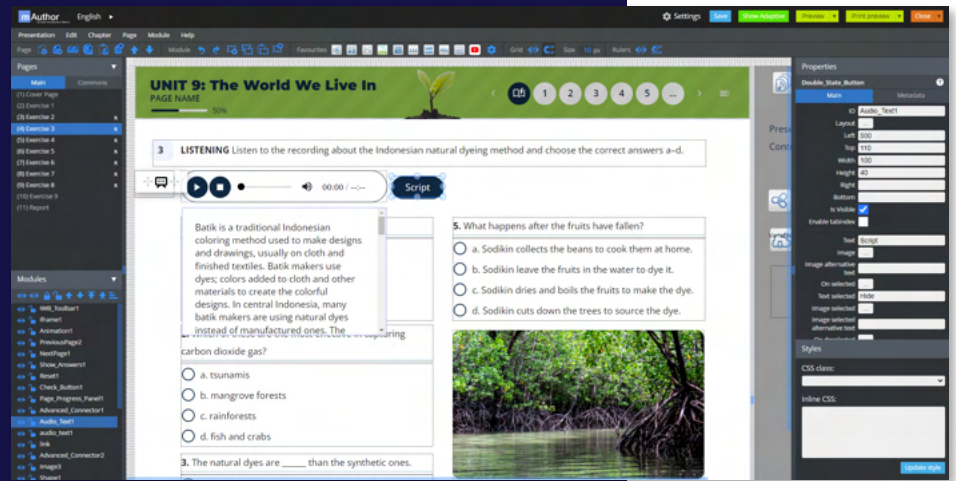 mAuthor English
Settings Save Show Adaptive Preview Print preview Close
Presentation Edit Chapter Page Module Help
Page Module Favourites Grid Size 10 px Rulers
Pages
Main Commons
(1) Cover Page
(2) Exercise 1
(3) Exercise 2
(4) Exercise 3
(5) Exercise 4
(6) Exercise 5
(7) Exercise 6
(8) Exercise 7
(9) Exercise 8
(10) Exercise 9
(11) Report
Modules
IWB_Toolbar1
iframe1
Animation1
PreviousPage2
NextPage1
Show_Answers1
Reset1
Check_Button1
Page_Progress_Panel1
Advanced_Connector1
Audio_Text1
audio_text1
link
Advanced_Connector2
Image3
Shape1
UNIT 9: The World We Live In
PAGE NAME
50%
1 2 3 4 5 ...
3 LISTENING Listen to the recording about the Indonesian natural dyeing method and choose the correct answers a–d.
00:00 / --:--
Script
Batik is a traditional Indonesian
coloring method used to make designs
and drawings, usually on cloth and
finished textiles. Batik makers use
dyes; colors added to cloth and other
materials to create the colorful
designs. In central Indonesia, many
batik makers are using natural dyes
instead of manufactured ones. The
carbon dioxide gas?
a. tsunamis
b. mangrove forests
c. rainforests
d. fish and crabs
3. The natural dyes are _____ than the synthetic ones.
5. What happens after the fruits have fallen?
a. Sodikin collects the beans to cook them at home.
b. Sodikin leave the fruits in the water to dye it.
c. Sodikin dries and boils the fruits to make the dye.
d. Sodikin cuts down the trees to source the dye.
Prese
Conte
Properties
Double_State_Button
Main Metadata
ID Audio_Text1
Layout ...
Left 500
Top 110
Width 100
Height 40
Right
Bottom
Is Visible
Enable tabindex
Text Script
Image ...
Image alternative
text
On selected ...
Text selected Hide
Image selected ...
Image selected
alternative text
Styles
CSS class:
Inline CSS:
Update style